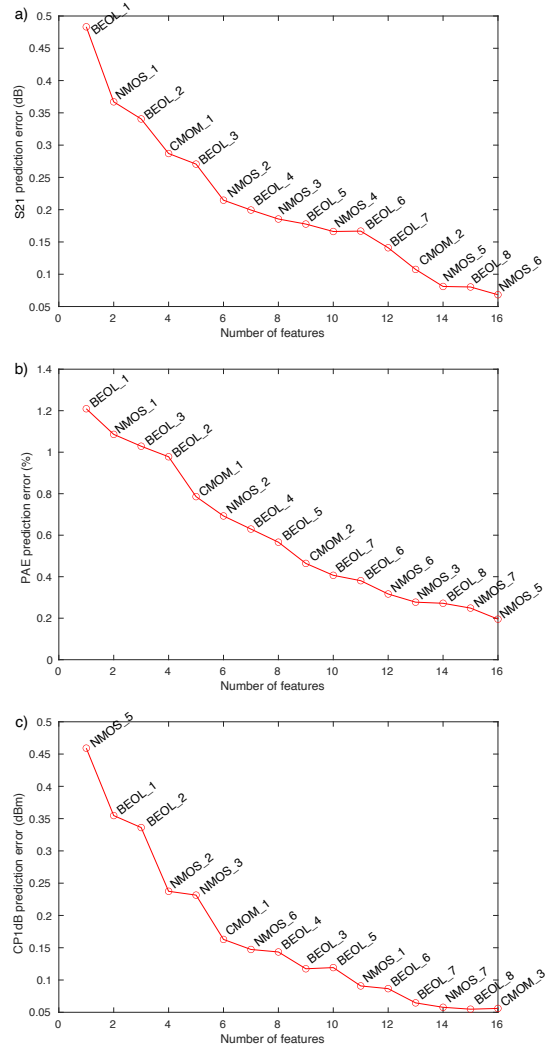 a)
0.5
0.45
0.4
0.35
0.3
0.25
0.2
0.15
0.1
0.05
S21 prediction error (dB)
BEOL_1
NMOS_1
BEOL_2
CMOM_1
BEOL_3
NMOS_2
BEOL_4
NMOS_3
BEOL_5
NMOS_4
BEOL_6
BEOL_7
CMOM_2
NMOS_5
BEOL_8
NMOS_6
0 2 4 6 8 10 12 14 16
Number of features
b)
1.4
1.2
1
0.8
0.6
0.4
0.2
0
PAE prediction error (%)
BEOL_1
NMOS_1
BEOL_3
BEOL_2
CMOM_1
NMOS_2
BEOL_4
BEOL_5
CMOM_2
BEOL_7
BEOL_6
NMOS_6
NMOS_3
BEOL_8
NMOS_7
NMOS_5
0 2 4 6 8 10 12 14 16
Number of features
c)
0.5
0.45
0.4
0.35
0.3
0.25
0.2
0.15
0.1
0.05
CP1dB prediction error (dBm)
NMOS_5
BEOL_1
BEOL_2
NMOS_2
NMOS_3
CMOM_1
NMOS_6
BEOL_4
BEOL_3
BEOL_5
NMOS_1
BEOL_6
BEOL_7
NMOS_7
BEOL_8
CMOM_3
0 2 4 6 8 10 12 14 16
Number of features